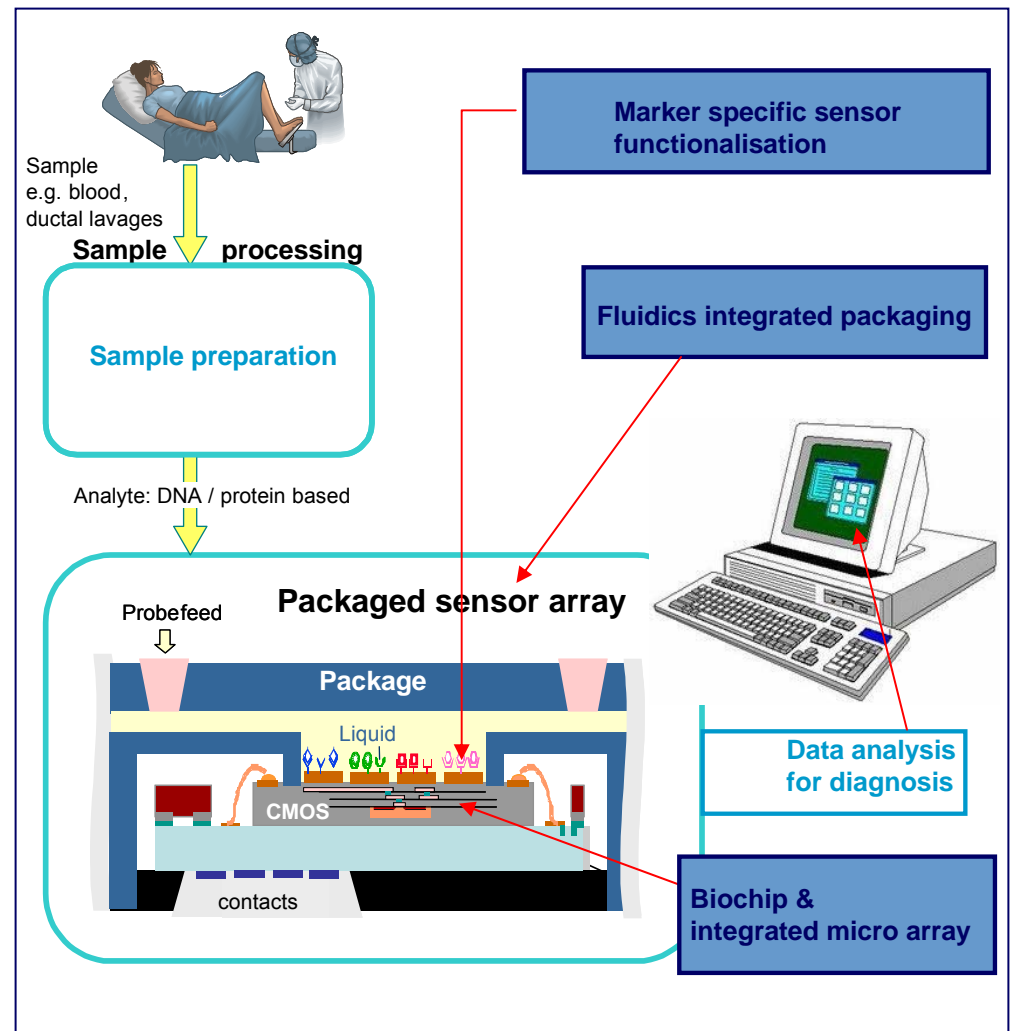 Sample
e.g. blood,
ductal lavages
Sample processing
Sample preparation
Analyte: DNA / protein based
Marker specific sensor
functionalisation
Fluidics integrated packaging
Packaged sensor array
Probefeed
Package
Liquid
CMOS
contacts
Data analysis
for diagnosis
Biochip &
integrated micro array